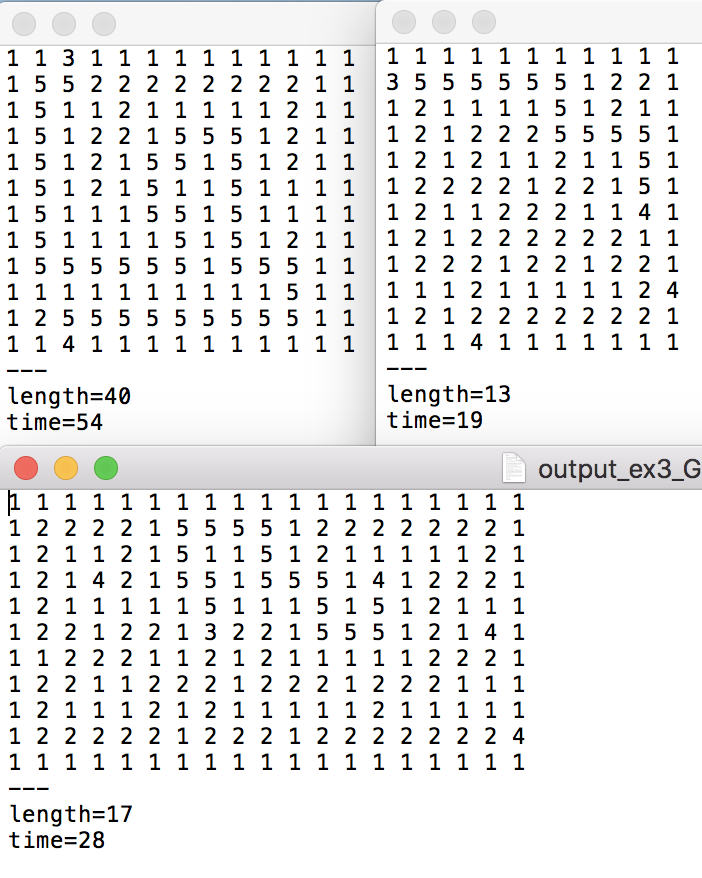 1 1 3 1 1 1 1 1 1 1 1 1 1
1 5 5 2 2 2 2 2 2 2 2 1 1
1 5 1 1 2 1 1 1 1 1 2 1 1
1 5 1 2 2 1 5 5 5 1 2 1 1
1 5 1 2 1 5 5 1 5 1 2 1 1
1 5 1 2 1 5 1 1 5 1 1 1 1
1 5 1 1 1 5 5 1 5 1 1 1 1
1 5 1 1 1 1 5 1 5 1 2 1 1
1 5 5 5 5 5 5 1 5 5 5 1 1
1 1 1 1 1 1 1 1 1 1 5 1 1
1 2 5 5 5 5 5 5 5 5 5 1 1
1 1 4 1 1 1 1 1 1 1 1 1 1
---
length=40
time=54
1 1 1 1 1 1 1 1 1 1 1
3 5 5 5 5 5 5 1 2 2 1
1 2 1 1 1 1 5 1 2 1 1
1 2 1 2 2 2 5 5 5 5 1
1 2 1 2 1 1 2 1 1 5 1
1 2 2 2 2 1 2 2 1 5 1
1 2 1 1 2 2 2 1 1 4 1
1 2 1 2 2 2 2 2 2 1 1
1 2 2 2 1 2 2 1 2 2 1
1 1 1 2 1 1 1 1 1 2 4
1 2 1 2 2 2 2 2 2 2 1
1 1 1 4 1 1 1 1 1 1 1
---
length=13
time=19
output_ex3_G
1 1 1 1 1 1 1 1 1 1 1 1 1 1 1 1 1 1 1
1 2 2 2 2 1 5 5 5 5 1 2 2 2 2 2 2 2 1
1 2 1 1 2 1 5 1 1 5 1 2 1 1 1 1 1 2 1
1 2 1 4 2 1 5 5 1 5 5 5 1 4 1 2 2 2 1
1 2 1 1 1 1 1 5 1 1 1 5 1 5 1 2 1 1 1
1 2 2 1 2 2 1 3 2 2 1 5 5 5 1 2 1 4 1
1 1 2 2 2 1 1 2 1 2 1 1 1 1 1 2 2 2 1
1 2 2 1 1 2 2 2 1 2 2 2 1 2 2 2 1 1 1
1 2 1 1 1 2 1 2 1 1 1 1 1 2 1 1 1 1 1
1 2 2 2 2 2 1 2 2 2 1 2 2 2 2 2 2 2 4
1 1 1 1 1 1 1 1 1 1 1 1 1 1 1 1 1 1 1
---
length=17
time=28